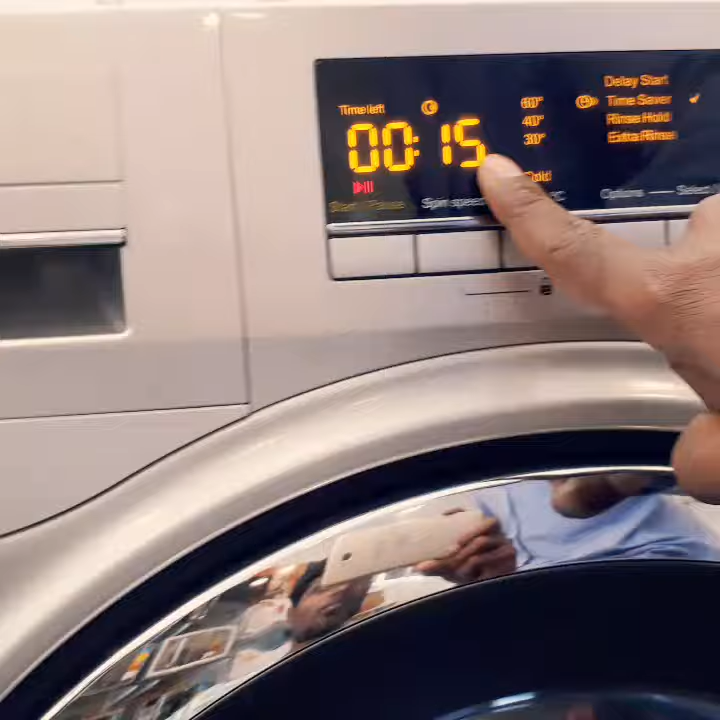 Time left
00:15
Start / Pause
Spin speed
60°
40°
30°
Cold
°C
Delay Start
Time Saver
Rinse Hold
Extra Rinse
Options
Select